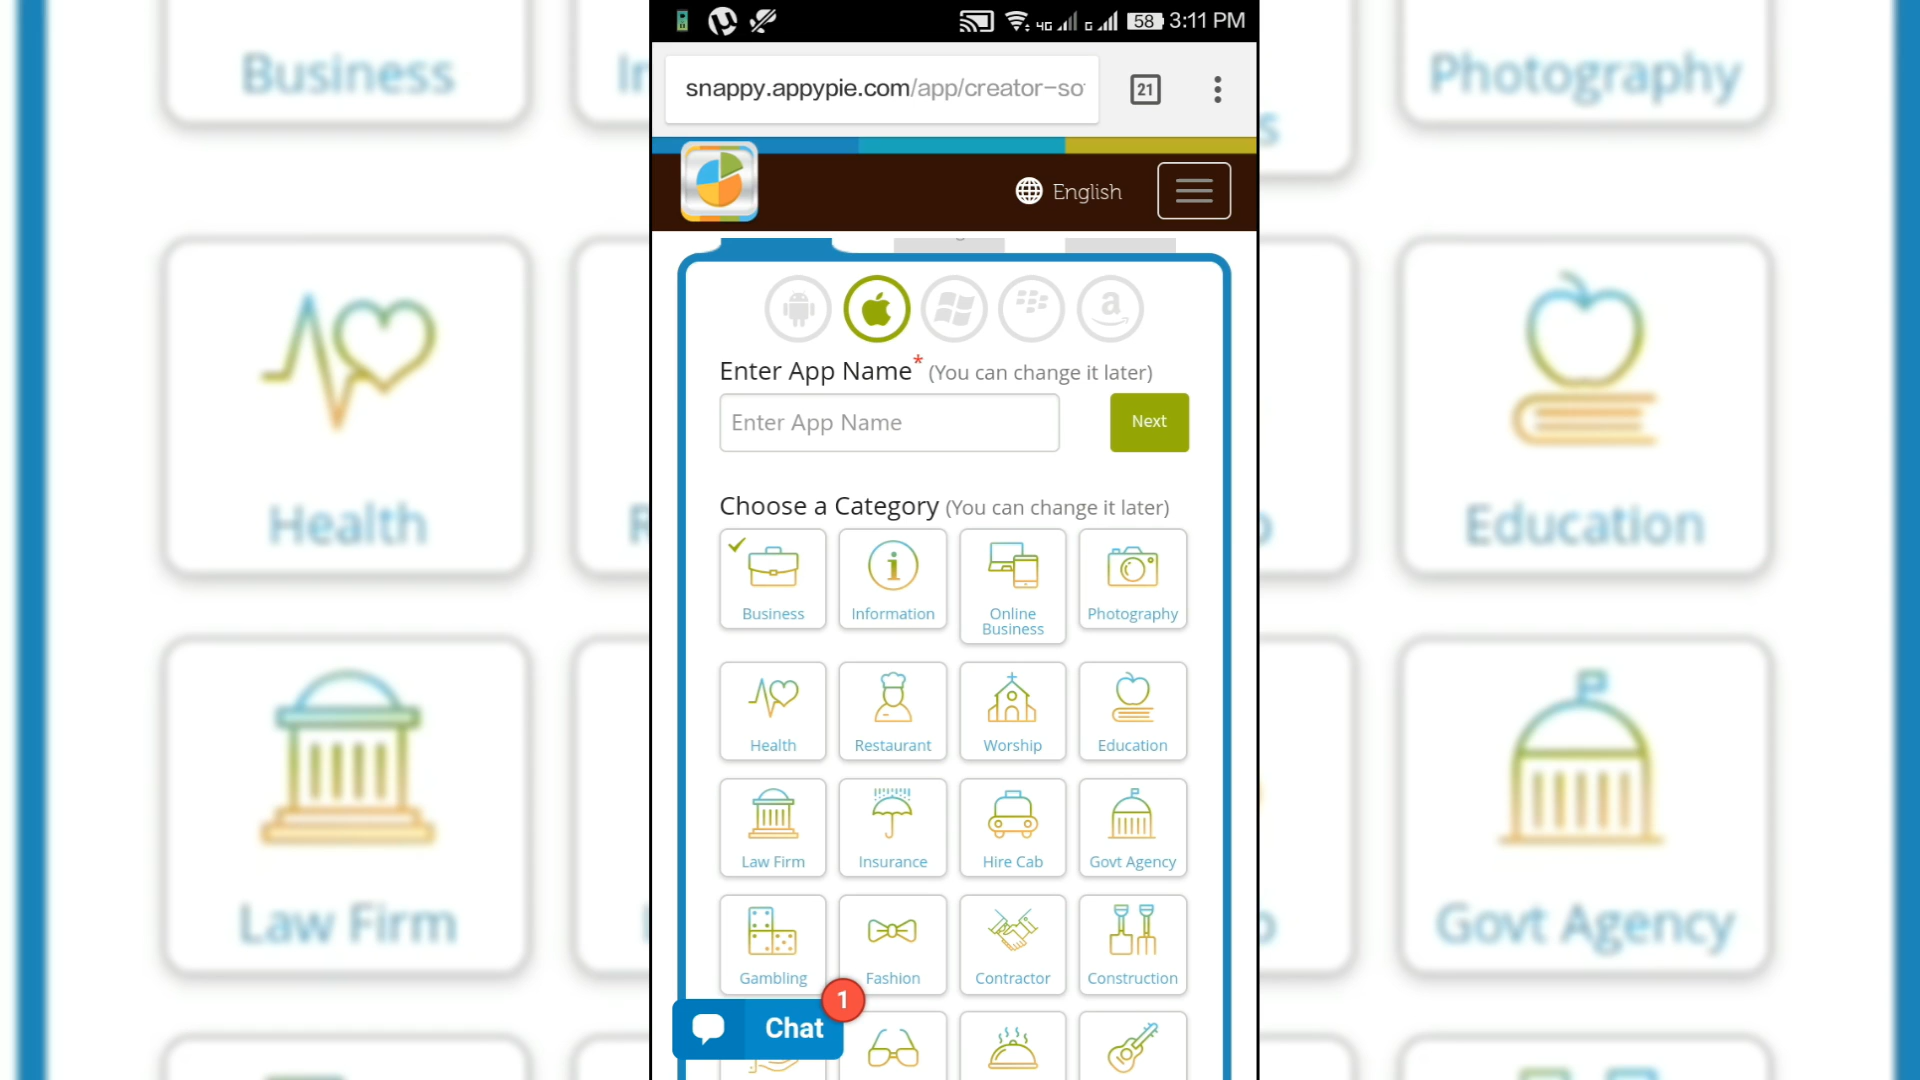 58 3:11 PM
4G
G
snappy.appypie.com/app/creator-so
21
English
Enter App Name* (You can change it later)
Enter App Name
Next
Choose a Category (You can change it later)
Business
Information
Online
Business
Photography
Health
Restaurant
Worship
Education
Law Firm
Insurance
Hire Cab
Govt Agency
Gambling
Fashion
Contractor
Construction
1
Chat
Business
Photography
Health
Education
Law Firm
Govt Agency